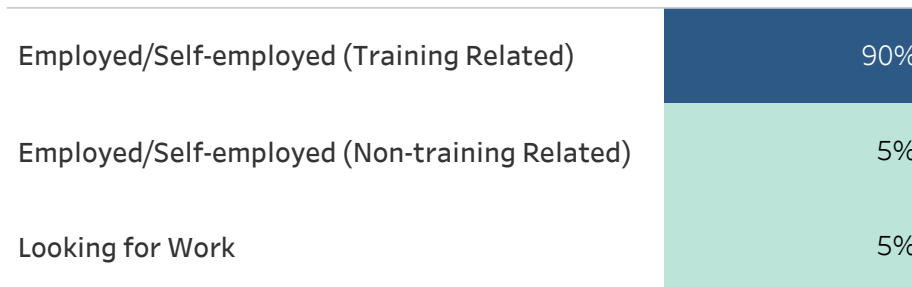 Employed/Self-employed (Training Related) 90%
Employed/Self-employed (Non-training Related) 5%
Looking for Work 5%